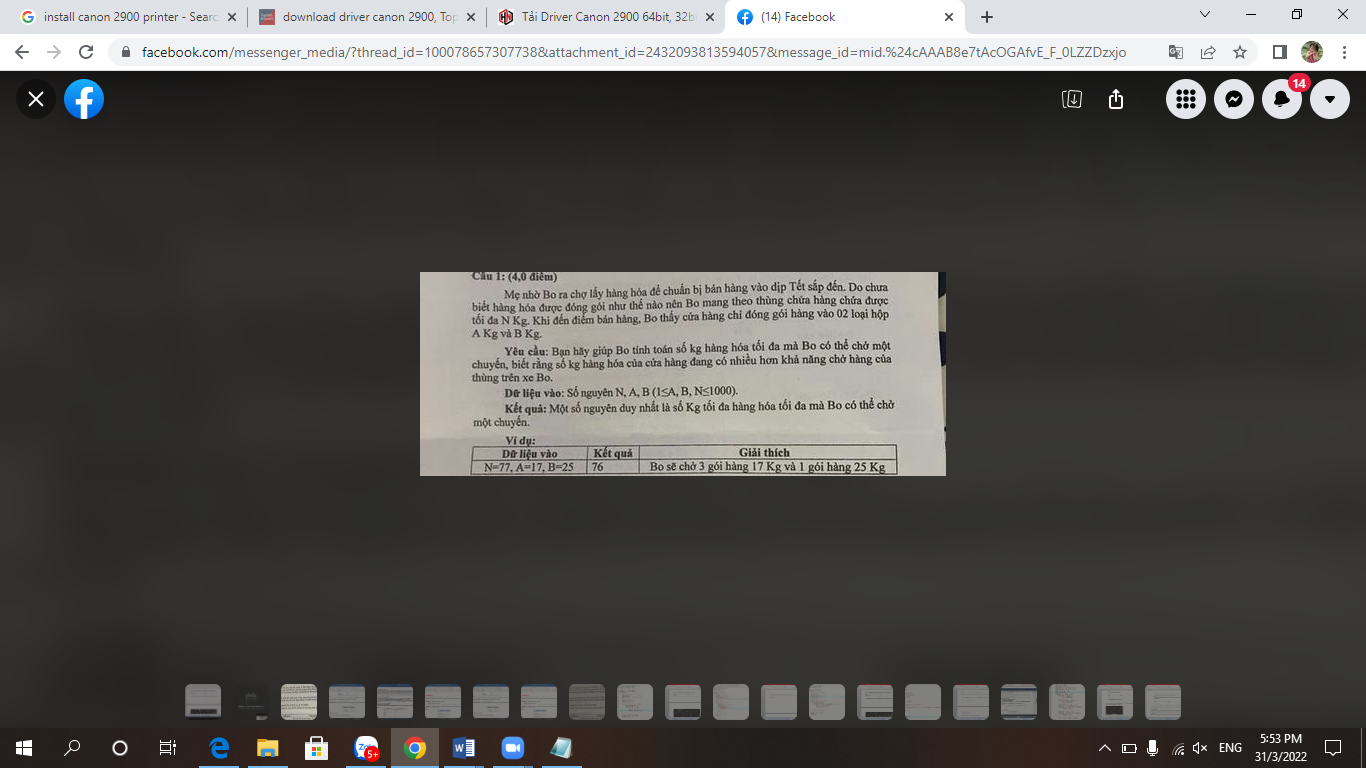 install canon 2900 printer - Searc
download driver canon 2900, Top
Tải Driver Canon 2900 64bit, 32bi
(14) Facebook
facebook.com/messenger_media/?thread_id=100078657307738&attachment_id=2432093813594057&message_id=mid.%24cAAAB8e7tAcOGAfvE_F_0LZZDzxjo
14
Câu 1: (4,0 điểm)
Mẹ nhờ Bo ra chợ lấy hàng hóa để chuẩn bị bán hàng vào dịp Tết sắp đến. Do chưa
biết hàng hóa được đóng gói như thế nào nên Bo mang theo thùng chứa hàng chứa được
tối đa N Kg. Khi đến điểm bán hàng, Bo thấy cửa hàng chỉ đóng gói hàng vào 02 loại hộp
A Kg và B Kg.
Yêu cầu: Bạn hãy giúp Bo tính toán số kg hàng hóa tối đa mà Bo có thể chở một
chuyến, biết rằng số kg hàng hóa của cửa hàng đang có nhiều hơn khả năng chở hàng của
thùng trên xe Bo.
Dữ liệu vào: Số nguyên N, A, B (1≤A, B, N≤1000).
Kết quả: Một số nguyên duy nhất là số Kg tối đa hàng hóa tối đa mà Bo có thể chở
một chuyến.
Ví dụ:
Dữ liệu vào Kết quả Giải thích
N=77, A=17, B=25 76 Bo sẽ chở 3 gói hàng 17 Kg và 1 gói hàng 25 Kg
5+
ENG
5:53 PM
31/3/2022